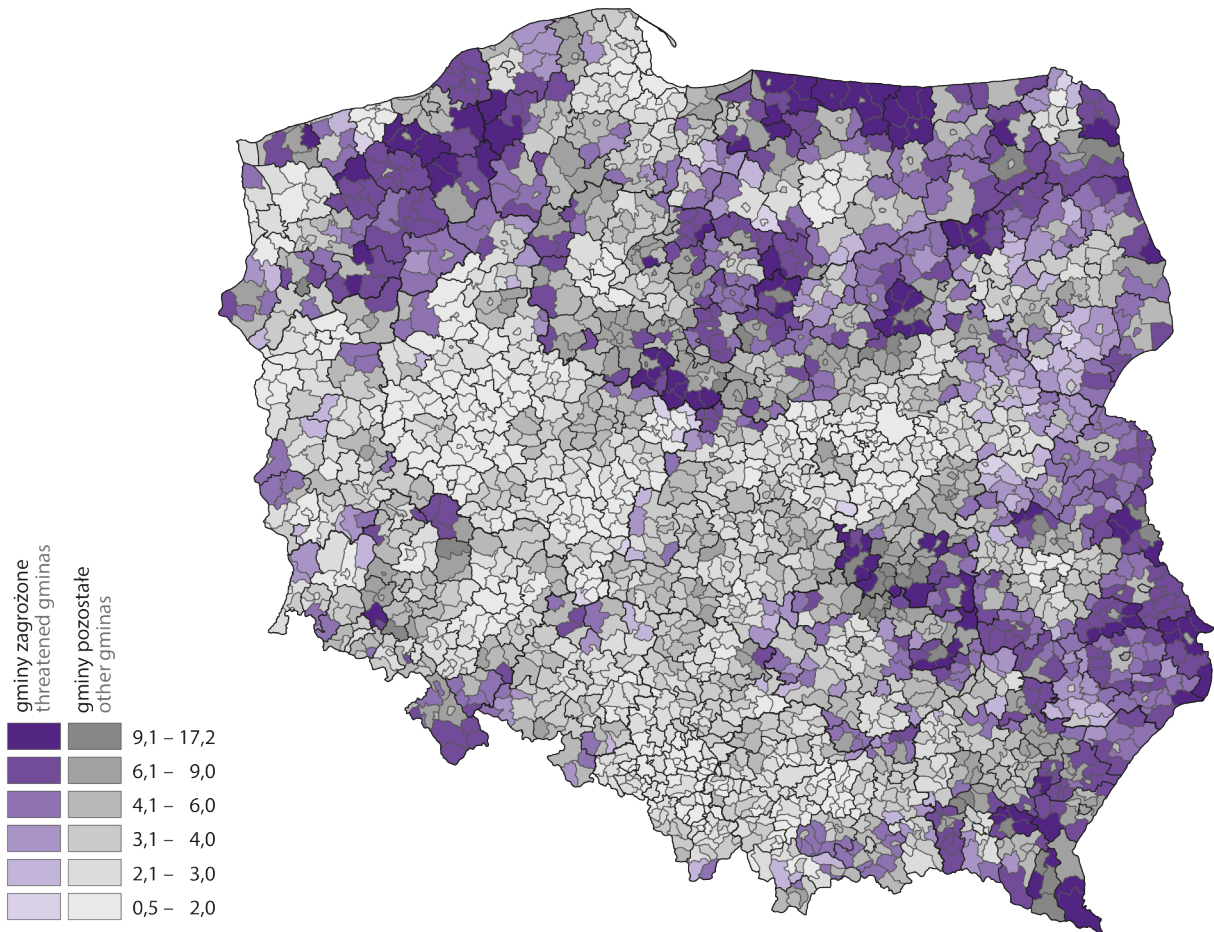 gminy zagrożone
threatened gminas
gminy pozostałe
other gminas
9,1 – 17,2
6,1 – 9,0
4,1 – 6,0
3,1 – 4,0
2,1 – 3,0
0,5 – 2,0